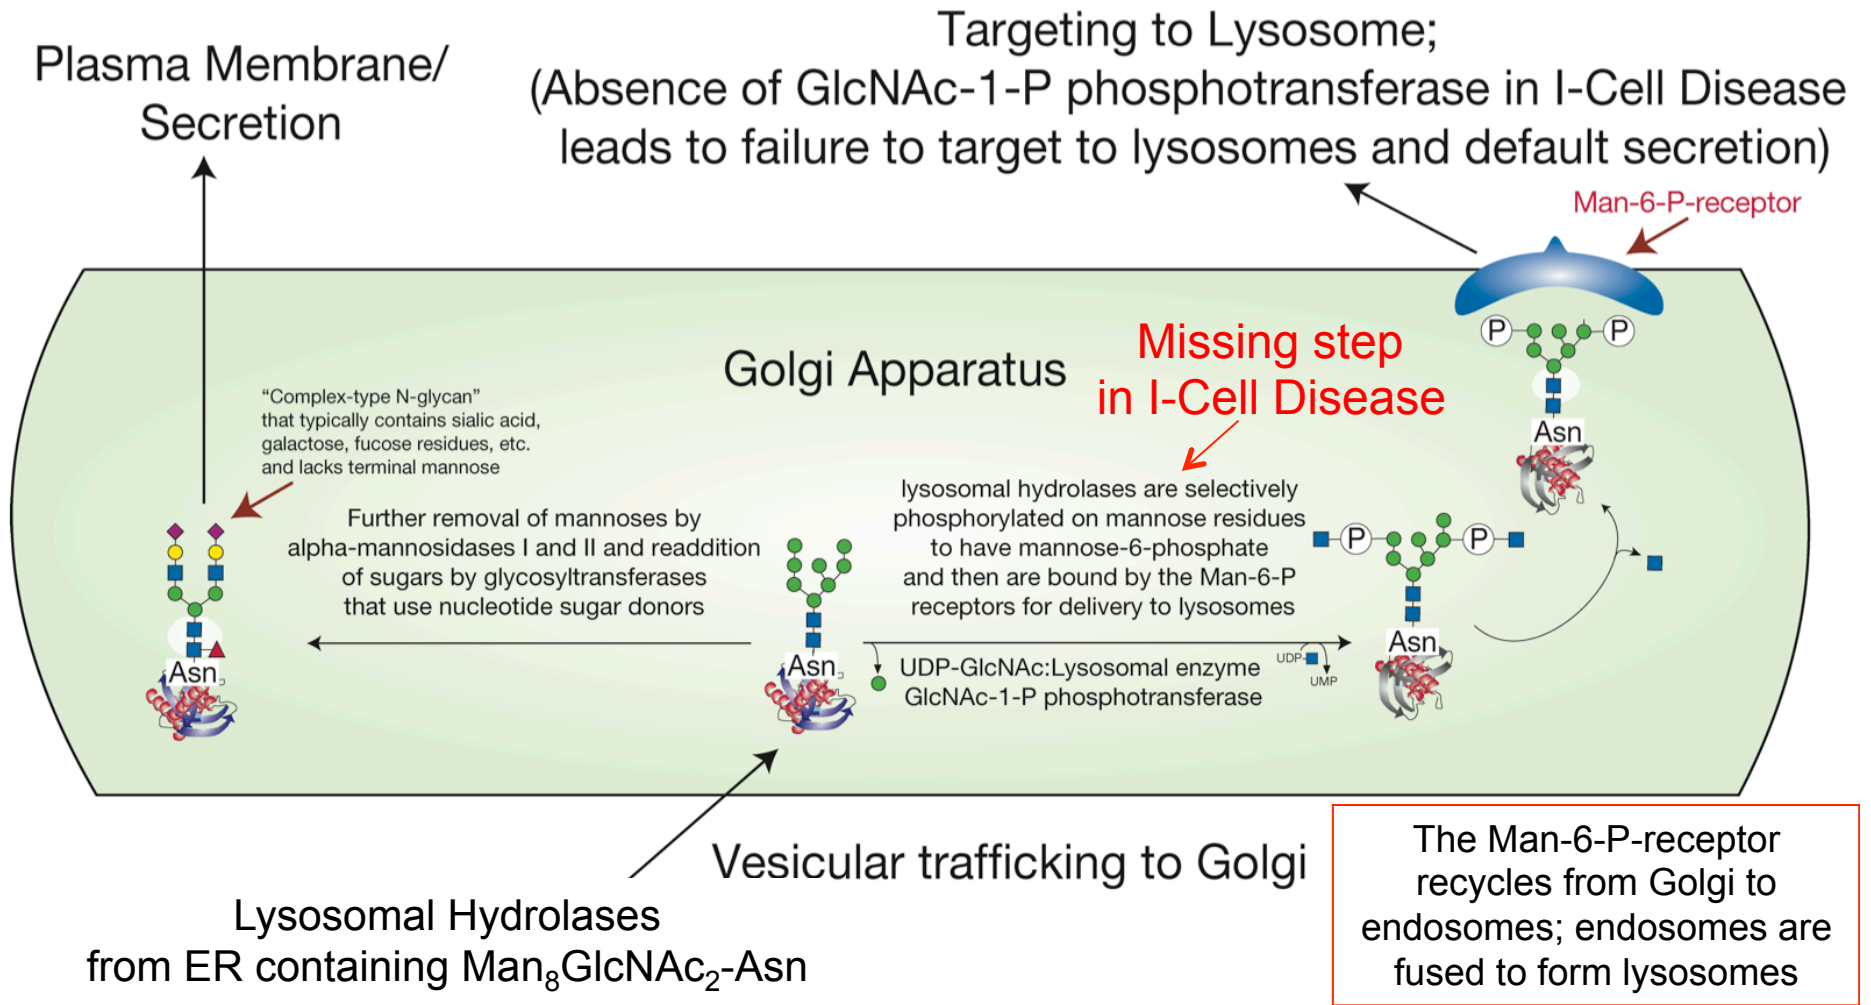 Plasma Membrane/
Secretion
Targeting to Lysosome;
(Absence of GlcNAc-1-P phosphotransferase in I-Cell Disease
leads to failure to target to lysosomes and default secretion)
Man-6-P-receptor
Golgi Apparatus
Missing step
in I-Cell Disease
P
P
Asn
“Complex-type N-glycan”
that typically contains sialic acid,
galactose, fucose residues, etc.
and lacks terminal mannose
Further removal of mannoses by
alpha-mannosidases I and II and readdition
of sugars by glycosyltransferases
that use nucleotide sugar donors
lysosomal hydrolases are selectively
phosphorylated on mannose residues
to have mannose-6-phosphate
and then are bound by the Man-6-P
receptors for delivery to lysosomes
P
P
Asn
Asn
Asn
UDP-GlcNAc:Lysosomal enzyme
GlcNAc-1-P phosphotransferase
UDP-
UMP
Vesicular trafficking to Golgi
Lysosomal Hydrolases
from ER containing Man₈GlcNAc₂-Asn
The Man-6-P-receptor
recycles from Golgi to
endosomes; endosomes are
fused to form lysosomes